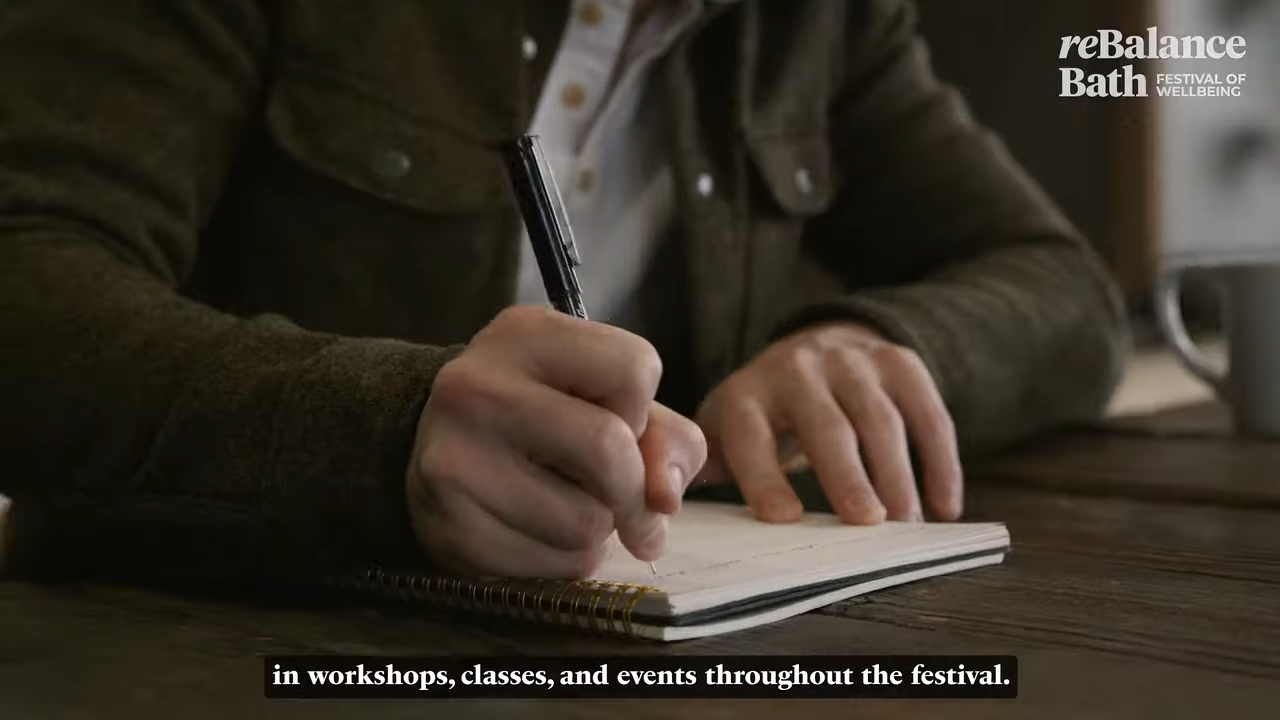 reBalance
Bath FESTIVAL OF
WELLBEING
in workshops, classes, and events throughout the festival.